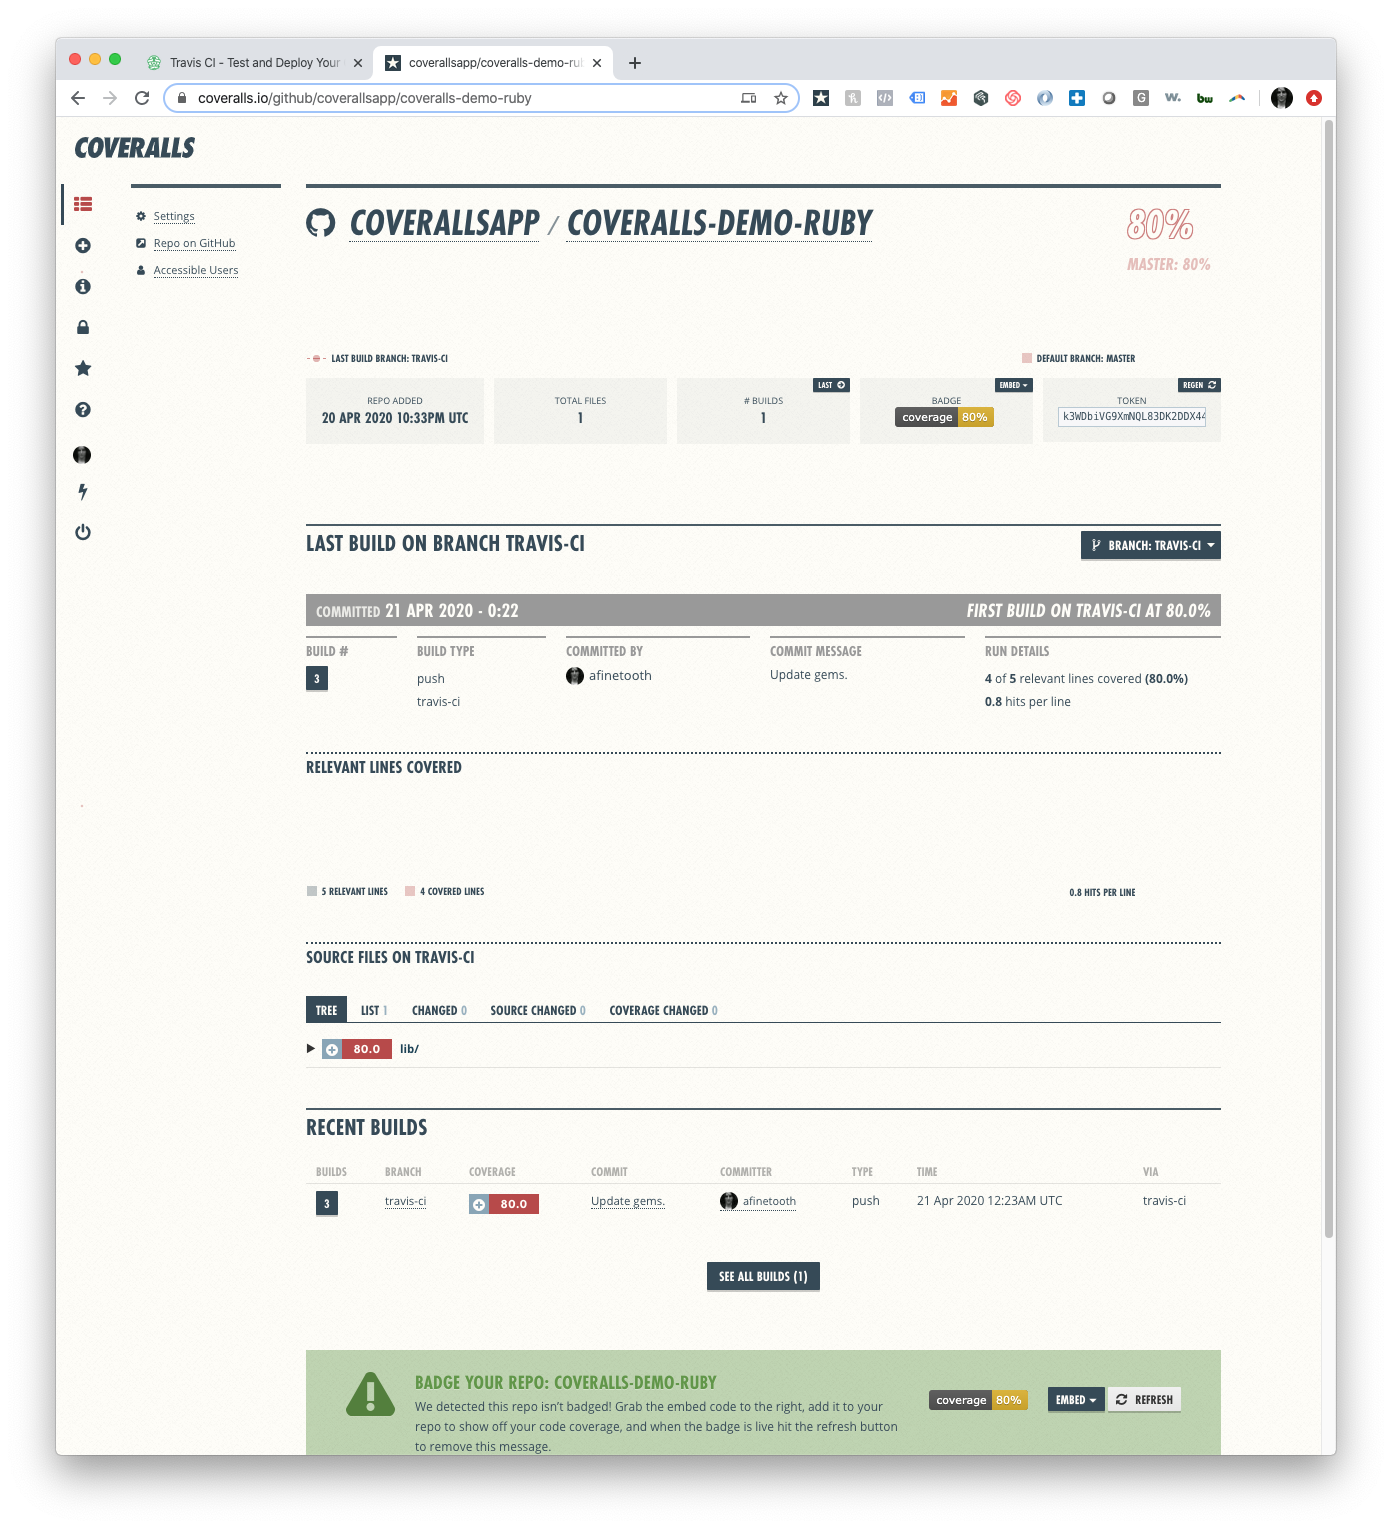 Travis CI - Test and Deploy Your
coverallsapp/coveralls-demo-ru
coveralls.io/github/coverallsapp/coveralls-demo-ruby
COVERALLS
Settings
Repo on GitHub
Accessible Users
COVERALLSAPP / COVERALLS-DEMO-RUBY
80%
MASTER: 80%
LAST BUILD BRANCH: TRAVIS-CI
DEFAULT BRANCH: MASTER
REPO ADDED
20 APR 2020 10:33PM UTC
TOTAL FILES
1
LAST
# BUILDS
1
EMBED
BADGE
coverage 80%
REGEN
TOKEN
k3WDbiVG9XmNQL83DK2DDX44
LAST BUILD ON BRANCH TRAVIS-CI
BRANCH: TRAVIS-CI
COMMITTED 21 APR 2020 - 0:22
FIRST BUILD ON TRAVIS-CI AT 80.0%
BUILD #
3
BUILD TYPE
push
travis-ci
COMMITTED BY
afinetooth
COMMIT MESSAGE
Update gems.
RUN DETAILS
4 of 5 relevant lines covered (80.0%)
0.8 hits per line
RELEVANT LINES COVERED
5 RELEVANT LINES
4 COVERED LINES
0.8 HITS PER LINE
SOURCE FILES ON TRAVIS-CI
TREE
LIST 1
CHANGED 0
SOURCE CHANGED 0
COVERAGE CHANGED 0
80.0 lib/
RECENT BUILDS
BUILDS BRANCH COVERAGE COMMIT COMMITTER TYPE TIME VIA
3 travis-ci 80.0 Update gems. afinetooth push 21 Apr 2020 12:23AM UTC travis-ci
SEE ALL BUILDS (1)
BADGE YOUR REPO: COVERALLS-DEMO-RUBY
We detected this repo isn't badged! Grab the embed code to the right, add it to your
repo to show off your code coverage, and when the badge is live hit the refresh button
to remove this message.
coverage 80%
EMBED
REFRESH